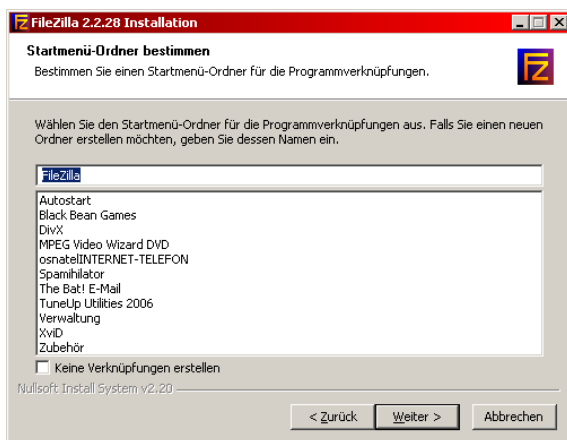 FileZilla 2.2.28 Installation
Startmenü-Ordner bestimmen
Bestimmen Sie einen Startmenü-Ordner für die Programmverknüpfungen.
FZ
Wählen Sie den Startmenü-Ordner für die Programmverknüpfungen aus. Falls Sie einen neuen
Ordner erstellen möchten, geben Sie dessen Namen ein.
FileZilla
Autostart
Black Bean Games
DivX
MPEG Video Wizard DVD
osnatelINTERNET-TELEFON
Spamihilator
The Bat! E-Mail
TuneUp Utilities 2006
Verwaltung
XviD
Zubehör
Keine Verknüpfungen erstellen
Nullsoft Install System v2.20
< Zurück Weiter > Abbrechen